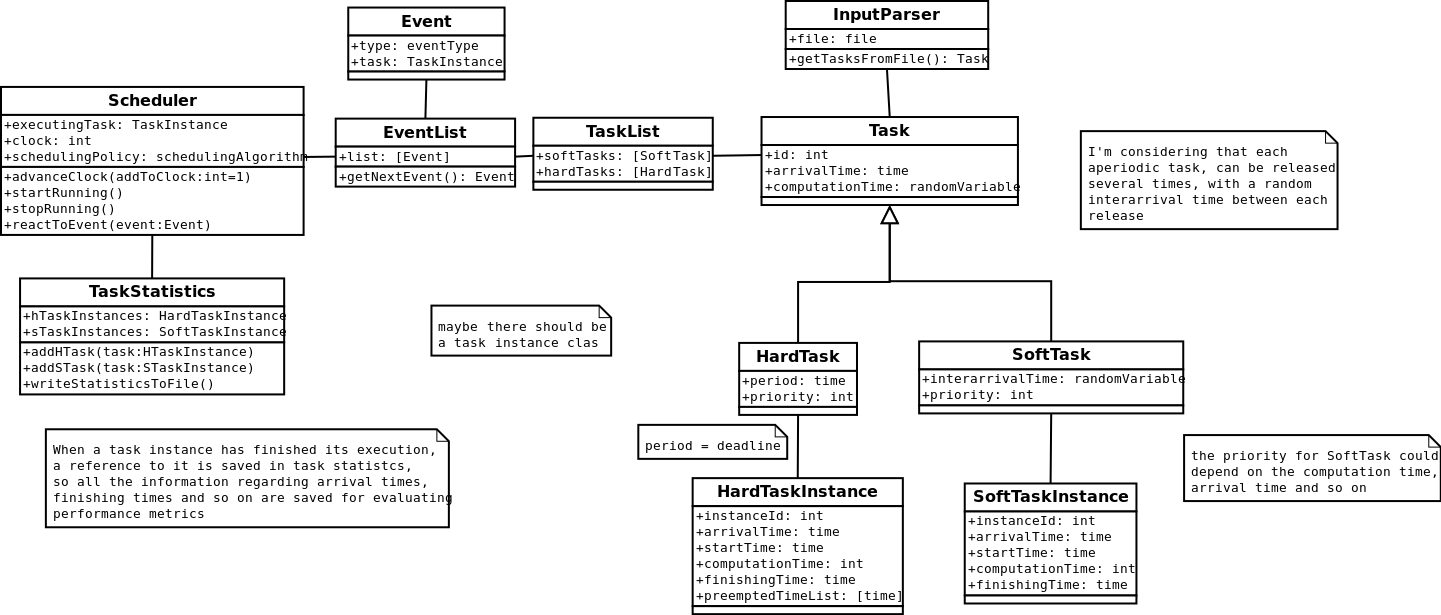 Event
+type: eventType
+task: TaskInstance
InputParser
+file: file
+getTasksFromFile(): Task
Scheduler
+executingTask: TaskInstance
+clock: int
+schedulingPolicy: schedulingAlgorithm
+advanceClock(addToClock:int=1)
+startRunning()
+stopRunning()
+reactToEvent(event:Event)
EventList
+list: [Event]
+getNextEvent(): Event
TaskList
+softTasks: [SoftTask]
+hardTasks: [HardTask]
Task
+id: int
+arrivalTime: time
+computationTime: randomVariable
I'm considering that each
aperiodic task, can be released
several times, with a random
interarrival time between each
release
TaskStatistics
+hTaskInstances: HardTaskInstance
+sTaskInstances: SoftTaskInstance
+addHTask(task:HTaskInstance)
+addSTask(task:STaskInstance)
+writeStatisticsToFile()
maybe there should be
a task instance clas
HardTask
+period: time
+priority: int
SoftTask
+interarrivalTime: randomVariable
+priority: int
When a task instance has finished its execution,
a reference to it is saved in task statistcs,
so all the information regarding arrival times,
finishing times and so on are saved for evaluating
performance metrics
period = deadline
the priority for SoftTask could
depend on the computation time,
arrival time and so on
HardTaskInstance
+instanceId: int
+arrivalTime: time
+startTime: time
+computationTime: int
+finishingTime: time
+preemptedTimeList: [time]
SoftTaskInstance
+instanceId: int
+arrivalTime: time
+startTime: time
+computationTime: int
+finishingTime: time